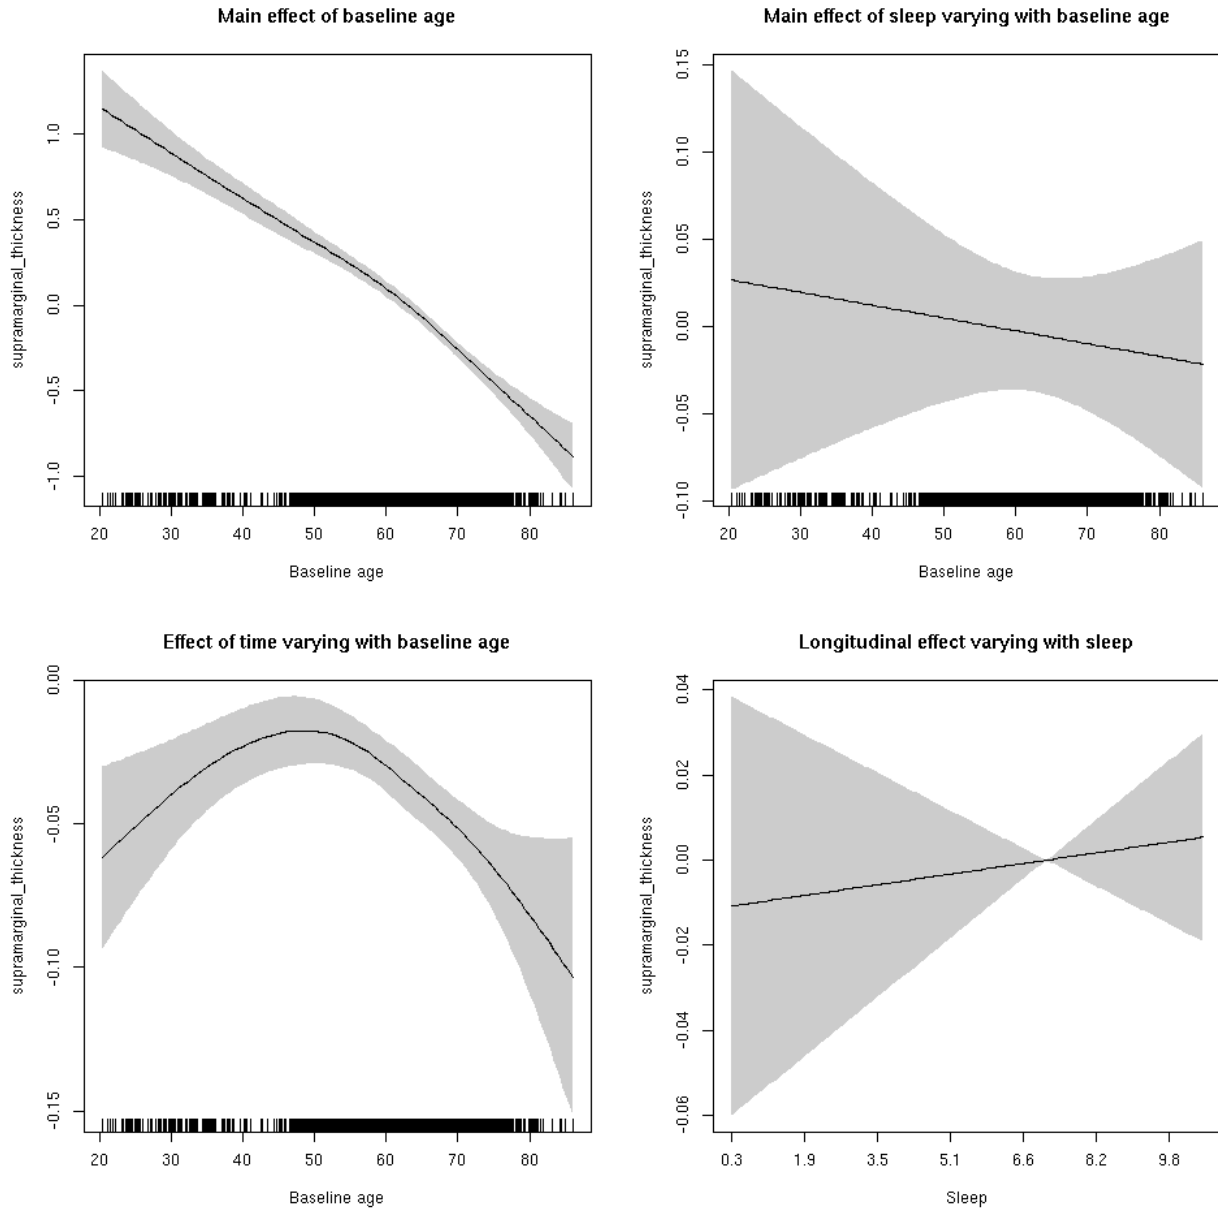 Main effect of baseline age
supramarginal_thickness
1.0
0.5
0.0
-0.5
-1.0
20 30 40 50 60 70 80
Baseline age
Main effect of sleep varying with baseline age
supramarginal_thickness
0.15
0.10
0.05
0.00
-0.05
-0.10
20 30 40 50 60 70 80
Baseline age
Effect of time varying with baseline age
supramarginal_thickness
0.00
-0.05
-0.10
-0.15
20 30 40 50 60 70 80
Baseline age
Longitudinal effect varying with sleep
supramarginal_thickness
0.04
0.02
0.00
-0.02
-0.04
-0.06
0.3 1.9 3.5 5.1 6.6 8.2 9.8
Sleep